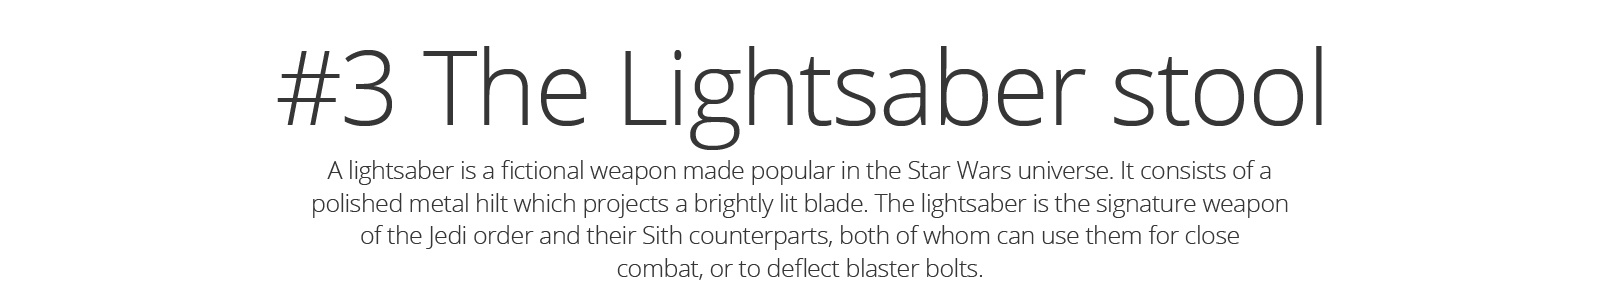 #3 The Lightsaber stool
A lightsaber is a fictional weapon made popular in the Star Wars universe. It consists of a
polished metal hilt which projects a brightly lit blade. The lightsaber is the signature weapon
of the Jedi order and their Sith counterparts, both of whom can use them for close
combat, or to deflect blaster bolts.